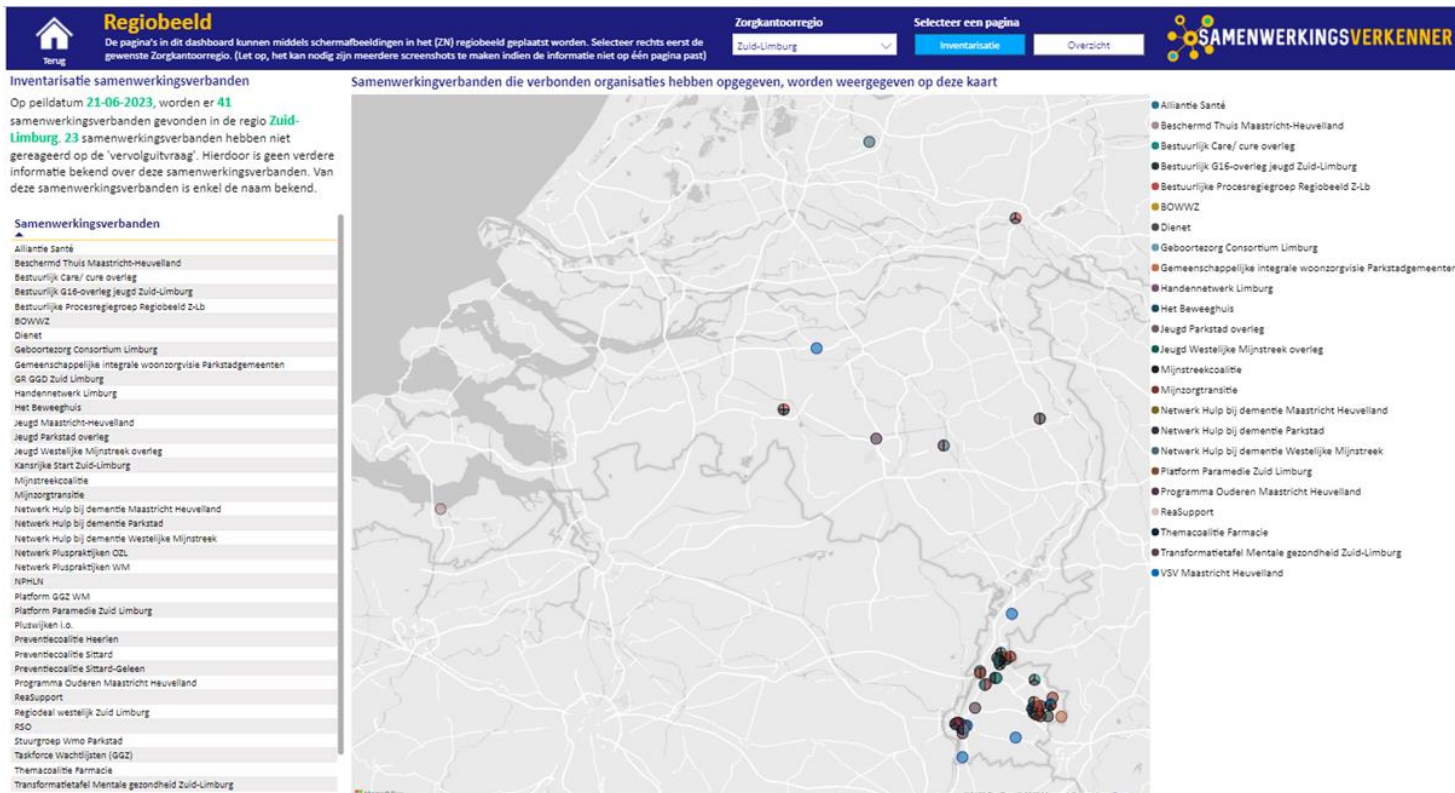 Terug
Regiobeeld
De pagina's in dit dashboard kunnen middels schermafbeeldingen in het (ZN) regiobeeld geplaatst worden. Selecteer rechts eerst de
gewenste Zorgkantoorregio. (Let op, het kan nodig zijn meerdere screenshots te maken indien de informatie niet op één pagina past)
Zorgkantoorregio
Zuid-Limburg
Selecteer een pagina
Inventarisatie
Overzicht
SAMENWERKINGSVERKENNER
Inventarisatie samenwerkingsverbanden
Op peildatum 21-06-2023, worden er 41
samenwerkingsverbanden gevonden in de regio Zuid-
Limburg. 23 samenwerkingsverbanden hebben niet
gereageerd op de 'vervolguitvraag'. Hierdoor is geen verdere
informatie bekend over deze samenwerkingsverbanden. Van
deze samenwerkingsverbanden is enkel de naam bekend.
Samenwerkingsverbanden
Alliantie Santé
Beschermd Thuis Maastricht-Heuvelland
Bestuurlijk Care/ cure overleg
Bestuurlijk G16-overleg jeugd Zuid-Limburg
Bestuurlijke Procesregiegroep Regiobeeld Z-Lb
BOWWZ
Dienet
Geboortezorg Consortium Limburg
Gemeenschappelijke integrale woonzorgvisie Parkstadgemeenten
GR GGD Zuid Limburg
Handennetwerk Limburg
Het Beweeghuis
Jeugd Maastricht-Heuvelland
Jeugd Parkstad overleg
Jeugd Westelijke Mijnstreek overleg
Kansrijke Start Zuid-Limburg
Mijnstreekcoalitie
Mijnzorgtransitie
Netwerk Hulp bij dementie Maastricht Heuvelland
Netwerk Hulp bij dementie Parkstad
Netwerk Hulp bij dementie Westelijke Mijnstreek
Netwerk Pluspraktijken OZL
Netwerk Pluspraktijken WM
NPHLN
Platform GGZ WM
Platform Paramedie Zuid Limburg
Pluswijken i.o.
Preventiecoalitie Heerlen
Preventiecoalitie Sittard
Preventiecoalitie Sittard-Geleen
Programma Ouderen Maastricht Heuvelland
ReaSupport
Regiodeal westelijk Zuid Limburg
RSO
Stuurgroep Wmo Parkstad
Taskforce Wachtlijsten (GGZ)
Themacoalitie Farmacie
Transformatietafel Mentale gezondheid Zuid-Limburg
Samenwerkingverbanden die verbonden organisaties hebben opgegeven, worden weergegeven op deze kaart
Alliantie Santé
Beschermd Thuis Maastricht-Heuvelland
Bestuurlijk Care/ cure overleg
Bestuurlijk G16-overleg jeugd Zuid-Limburg
Bestuurlijke Procesregiegroep Regiobeeld Z-Lb
BOWWZ
Dienet
Geboortezorg Consortium Limburg
Gemeenschappelijke integrale woonzorgvisie Parkstadgemeenten
Handennetwerk Limburg
Het Beweeghuis
Jeugd Parkstad overleg
Jeugd Westelijke Mijnstreek overleg
Mijnstreekcoalitie
Mijnzorgtransitie
Netwerk Hulp bij dementie Maastricht Heuvelland
Netwerk Hulp bij dementie Parkstad
Netwerk Hulp bij dementie Westelijke Mijnstreek
Platform Paramedie Zuid Limburg
Programma Ouderen Maastricht Heuvelland
ReaSupport
Themacoalitie Farmacie
Transformatietafel Mentale gezondheid Zuid-Limburg
VSV Maastricht Heuvelland